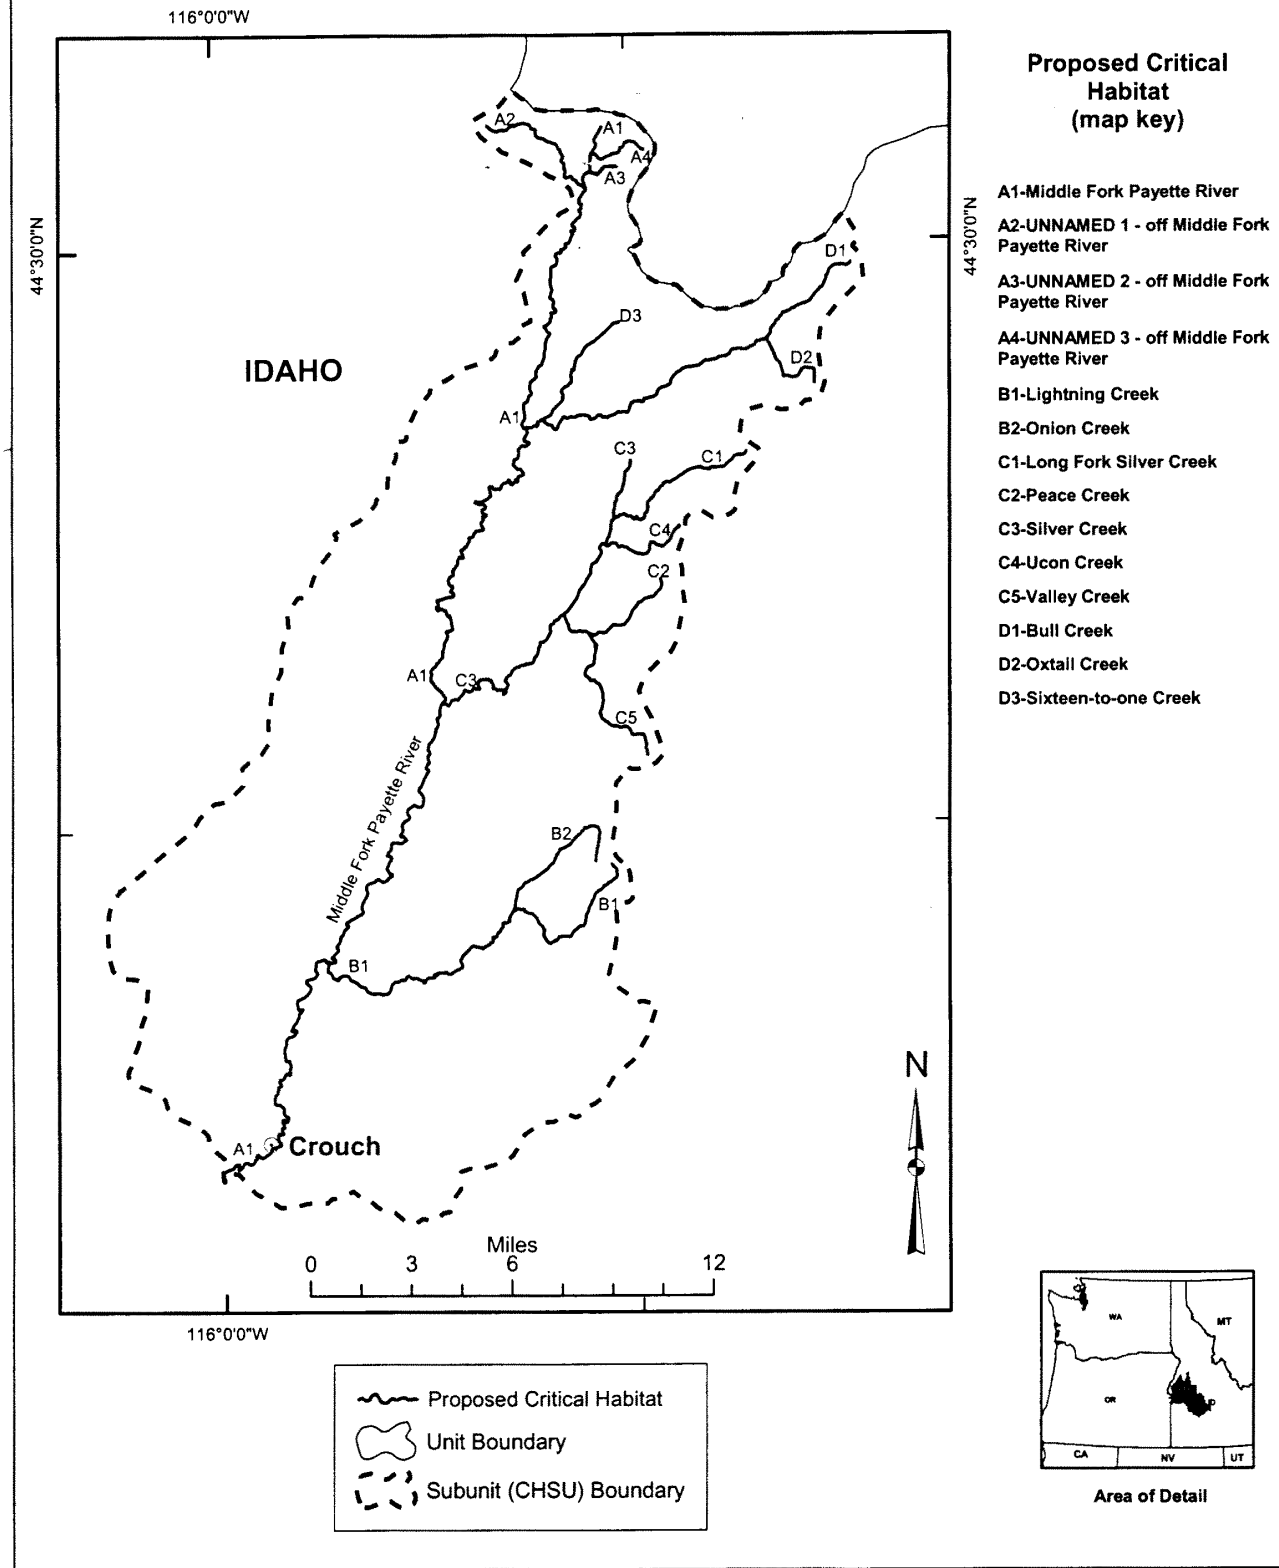 116°0'0"W
Proposed Critical
Habitat
(map key)
A1-Middle Fork Payette River
A2-UNNAMED 1 - off Middle Fork
Payette River
A3-UNNAMED 2 - off Middle Fork
Payette River
A4-UNNAMED 3 - off Middle Fork
Payette River
B1-Lightning Creek
B2-Onion Creek
C1-Long Fork Silver Creek
C2-Peace Creek
C3-Silver Creek
C4-Ucon Creek
C5-Valley Creek
D1-Bull Creek
D2-Oxtail Creek
D3-Sixteen-to-one Creek
A2
A1
A4
A3
44°30'0"N
44°30'0"N
D1
D3
IDAHO
D2
A1
C3
C1
C4
C2
A1
C3
C5
Middle Fork Payette River
B2
B1
B1
N
A1
Crouch
Miles
0 3 6 12
116°0'0"W
WA
MT
OR
ID
CA
NV
UT
Area of Detail
Proposed Critical Habitat
Unit Boundary
Subunit (CHSU) Boundary